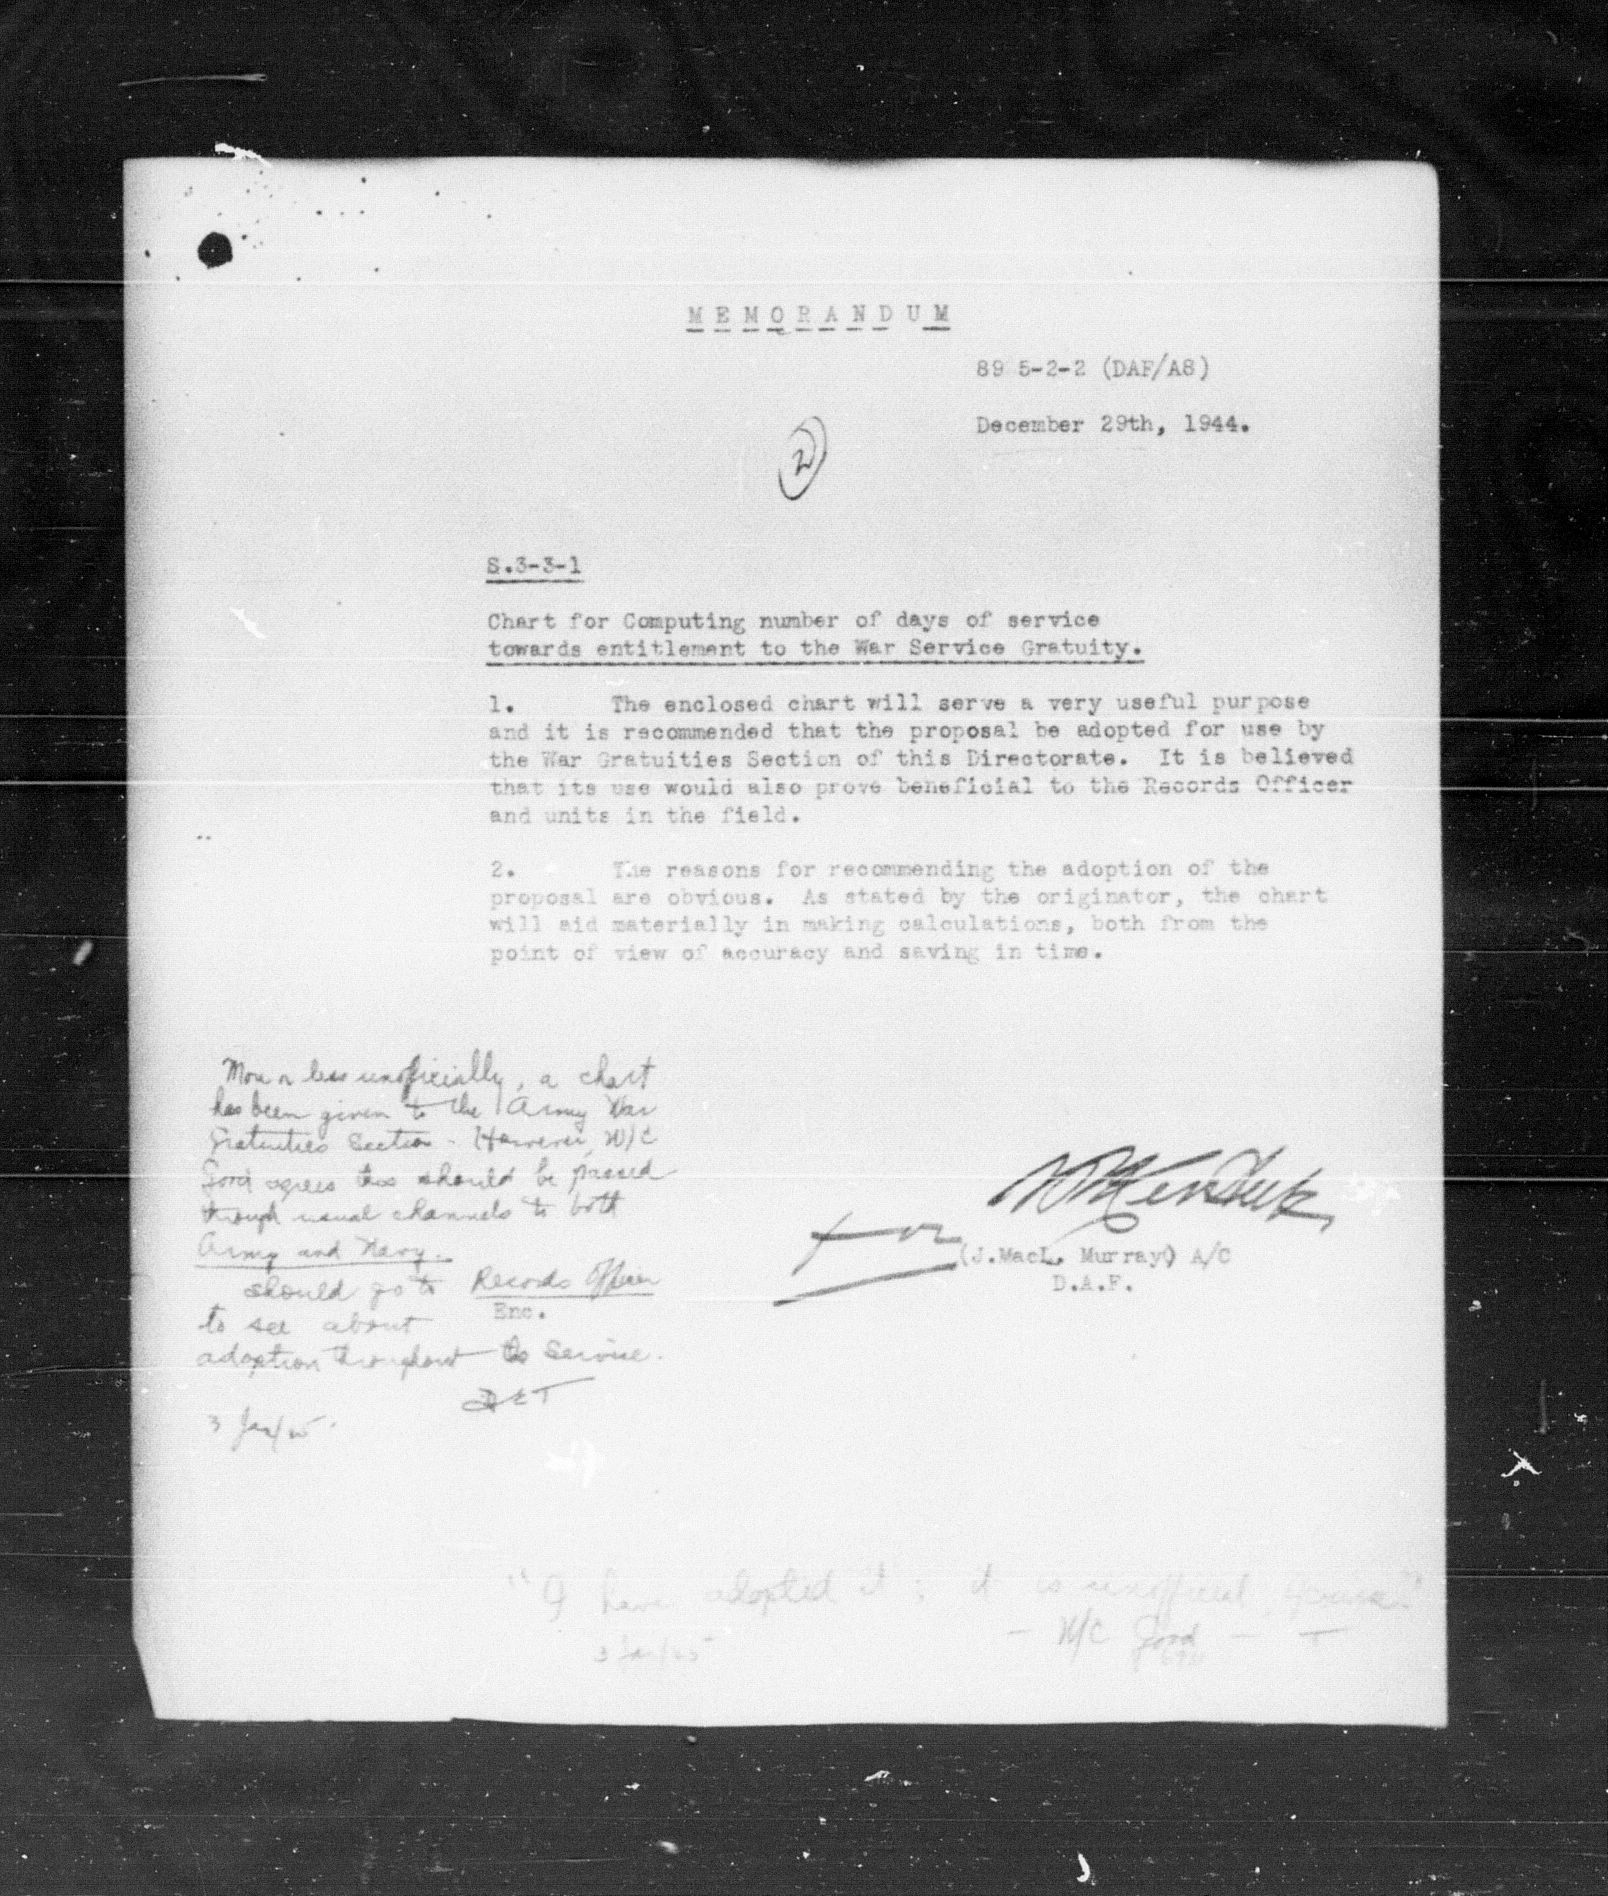 MEMORANDUM
89 5-2-2 (DAF/A8)
December 29th, 1944.
2
S.3-3-1
Chart for Computing number of days of service
towards entitlement to the War Service Gratuity.
1. The enclosed chart will serve a very useful purpose
and it is recommended that the proposal be adopted for use by
the War Gratuities Section of this Directorate. It is believed
that its use would also prove beneficial to the Records Officer
and units in the field.
2. The reasons for recommending the adoption of the
proposal are obvious. As stated by the originator, the chart
will aid materially in making calculations, both from the
point of view of accuracy and saving in time.
More or less unofficially, a chart
has been given to the Army War
Gratuities Section - However, W/C
Good agrees this should be passed
through usual channels to both
Army and Navy.
for
(J.MacL. Murray) A/C
D.A.F.
should go to Records Officer
Enc.
to see about
adoption throughout the Service.
3 Jan/45
"I have adopted it; it is unofficial, of course"
- W/C Good -
3 Jan/45